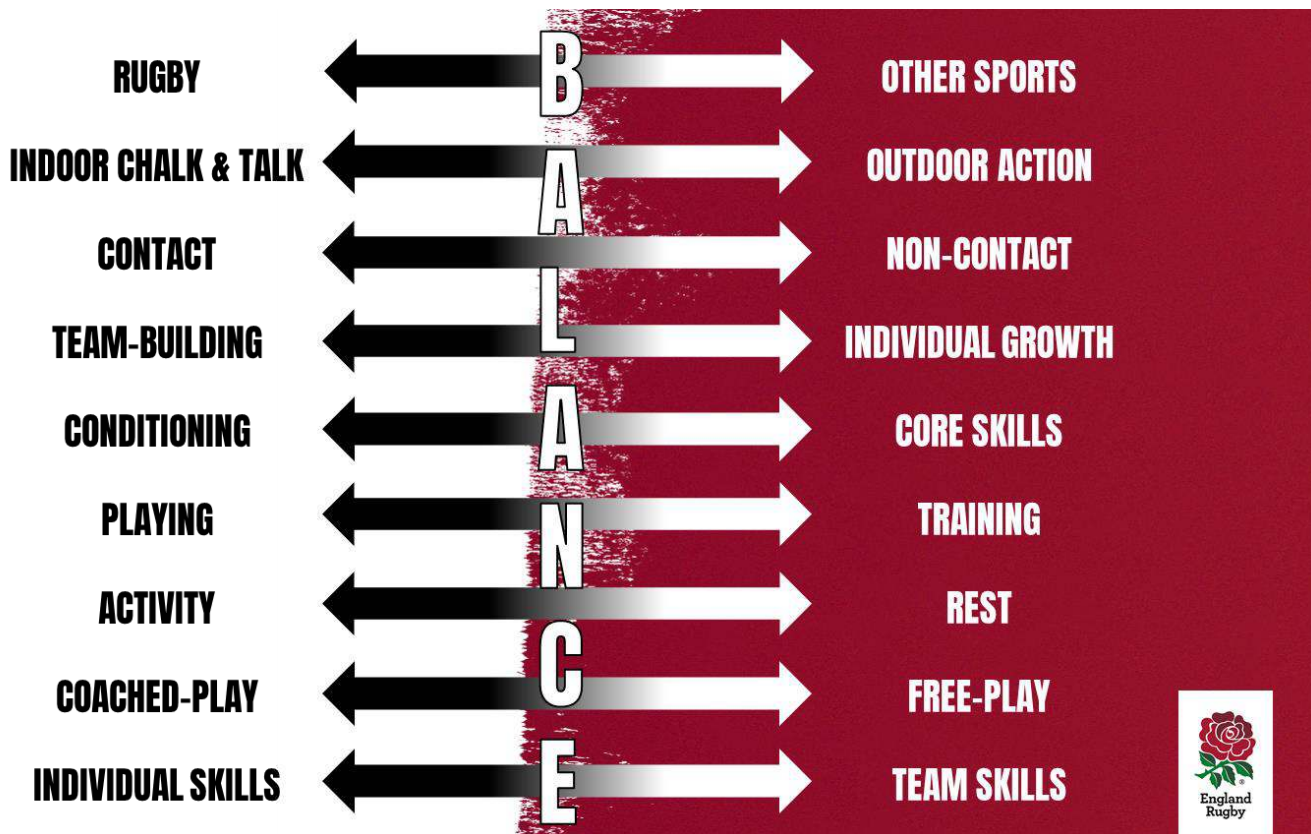 RUGBY
OTHER SPORTS
INDOOR CHALK & TALK
OUTDOOR ACTION
CONTACT
NON-CONTACT
TEAM-BUILDING
INDIVIDUAL GROWTH
CONDITIONING
CORE SKILLS
PLAYING
TRAINING
ACTIVITY
REST
COACHED-PLAY
FREE-PLAY
INDIVIDUAL SKILLS
TEAM SKILLS
BALANCE
England
Rugby